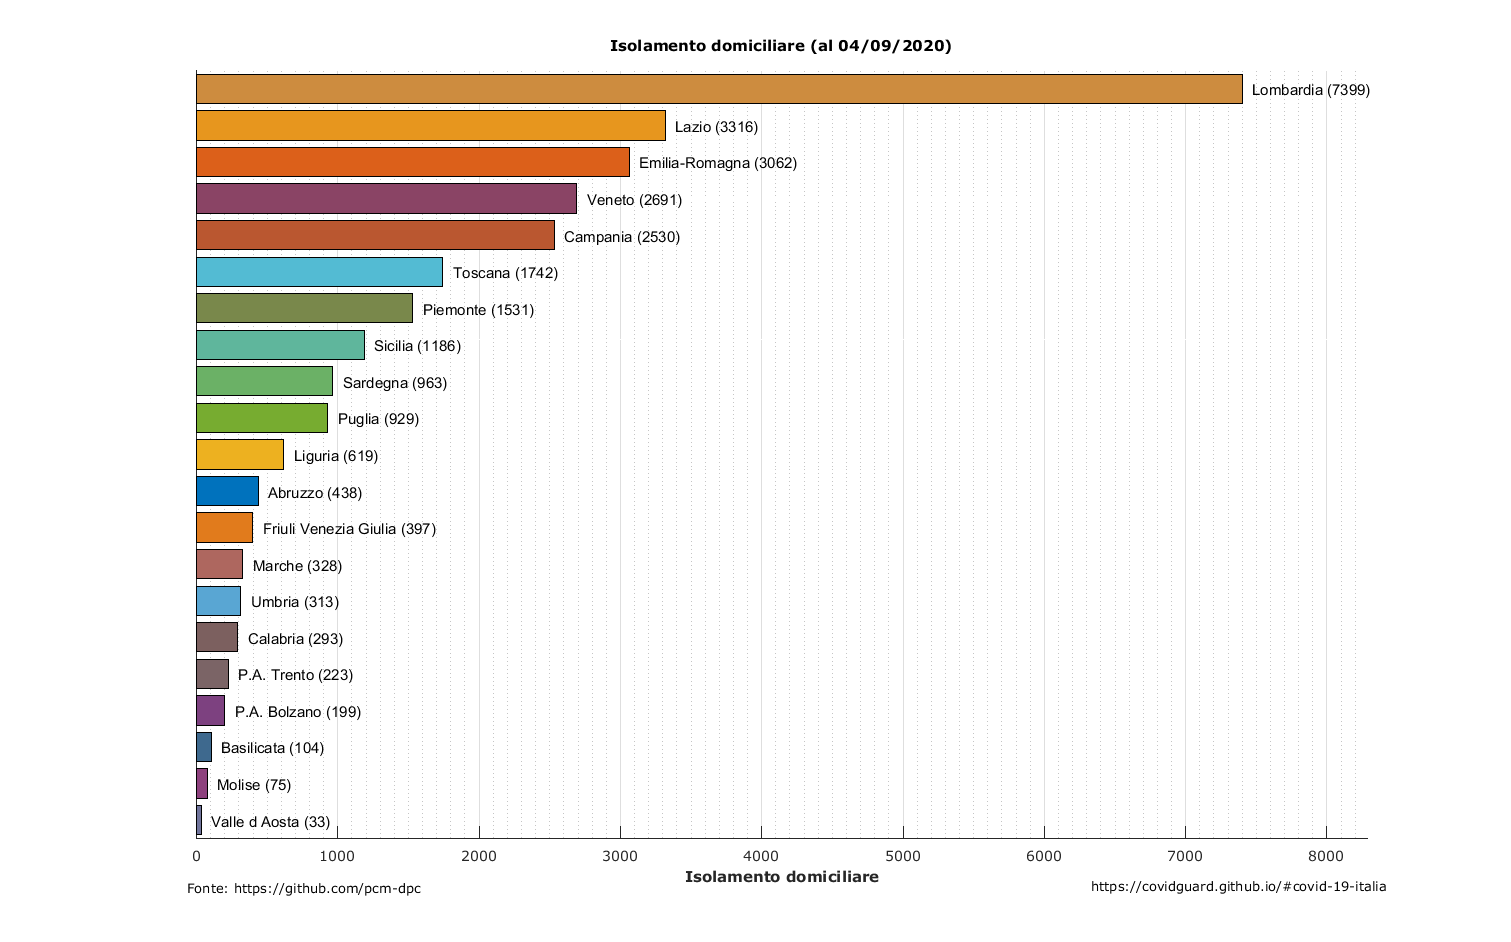 Isolamento domiciliare (al 04/09/2020)
Lombardia (7399)
Lazio (3316)
Emilia-Romagna (3062)
Veneto (2691)
Campania (2530)
Toscana (1742)
Piemonte (1531)
Sicilia (1186)
Sardegna (963)
Puglia (929)
Liguria (619)
Abruzzo (438)
Friuli Venezia Giulia (397)
Marche (328)
Umbria (313)
Calabria (293)
P.A. Trento (223)
P.A. Bolzano (199)
Basilicata (104)
Molise (75)
Valle d Aosta (33)
0 1000 2000 3000 4000 5000 6000 7000 8000
Isolamento domiciliare
Fonte: https://github.com/pcm-dpc
https://covidguard.github.io/#covid-19-italia